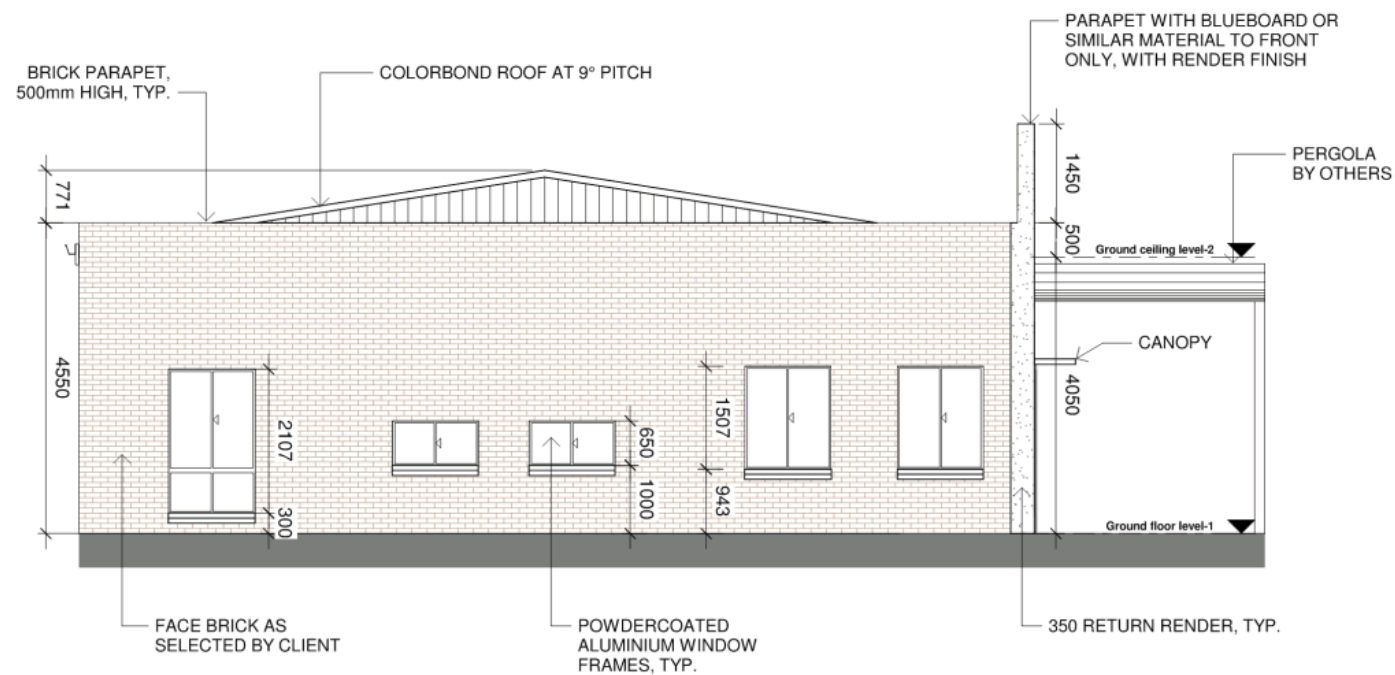 PARAPET WITH BLUEBOARD OR
SIMILAR MATERIAL TO FRONT
ONLY, WITH RENDER FINISH
BRICK PARAPET,
500mm HIGH, TYP.
COLORBOND ROOF AT 9° PITCH
PERGOLA
BY OTHERS
1450
771
500
Ground ceiling level-2
CANOPY
4550
4050
2107
300
650
1000
1507
943
Ground floor level-1
FACE BRICK AS
SELECTED BY CLIENT
POWDERCOATED
ALUMINIUM WINDOW
FRAMES, TYP.
350 RETURN RENDER, TYP.